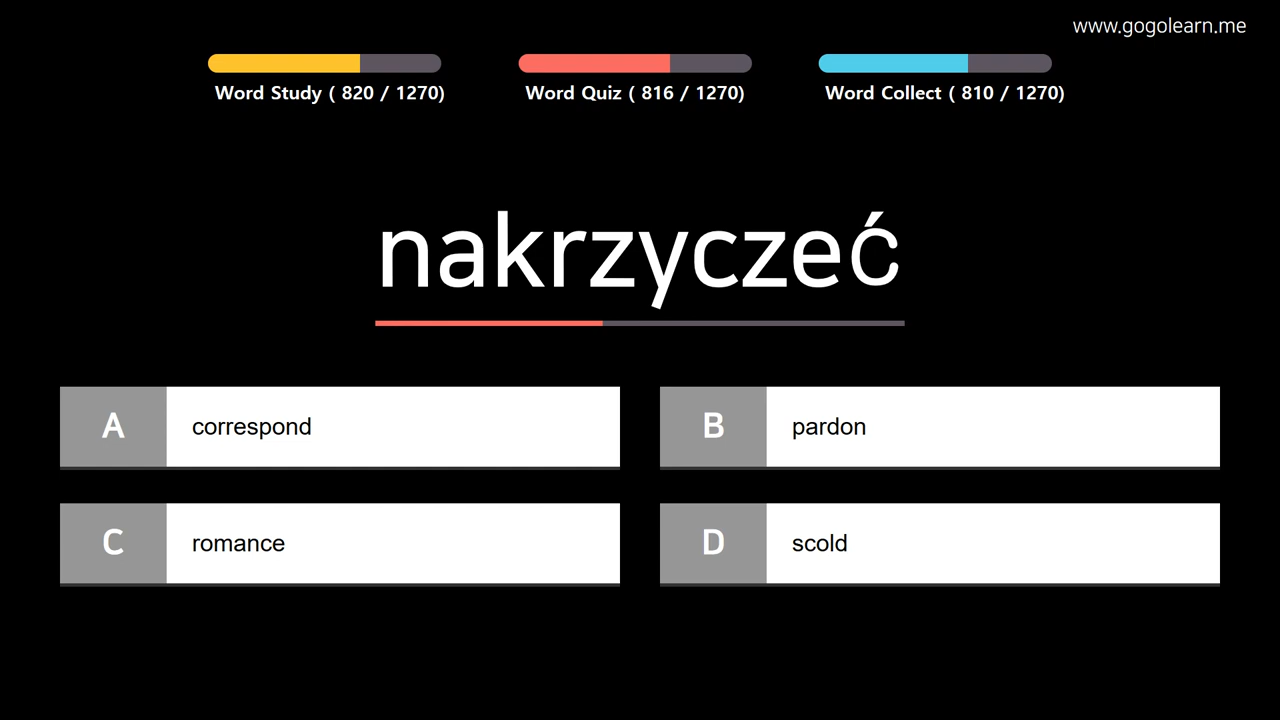 www.gogolearn.me
Word Study ( 820 / 1270)
Word Quiz ( 816 / 1270)
Word Collect ( 810 / 1270)
nakrzyczeć
A correspond
B pardon
C romance
D scold